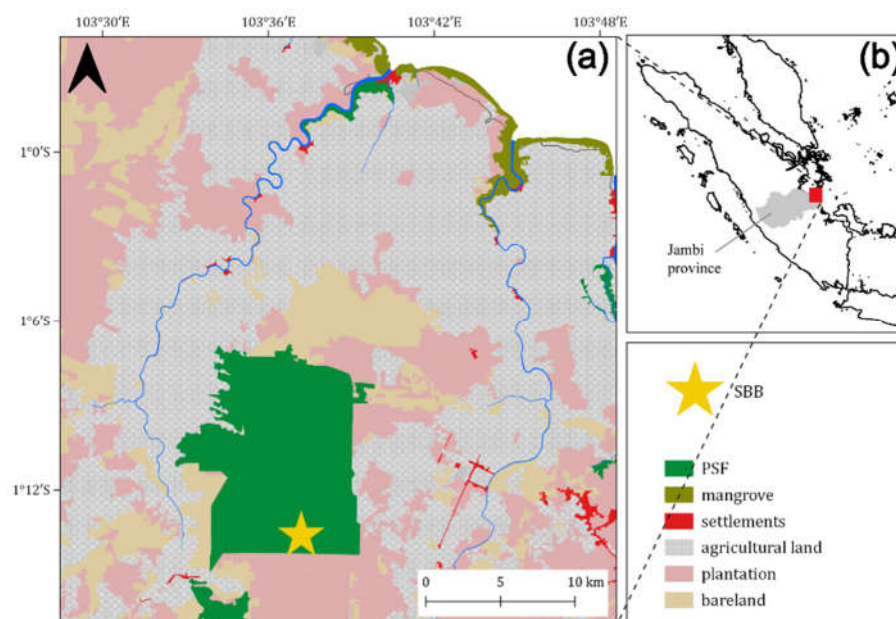 103°30'E
103°36'E
103°42'E
103°48'E
(a)
(b)
1°0'S
1°6'S
1°12'S
Jambi
province
SBB
PSF
mangrove
settlements
agricultural land
plantation
bareland
0
5
10 km